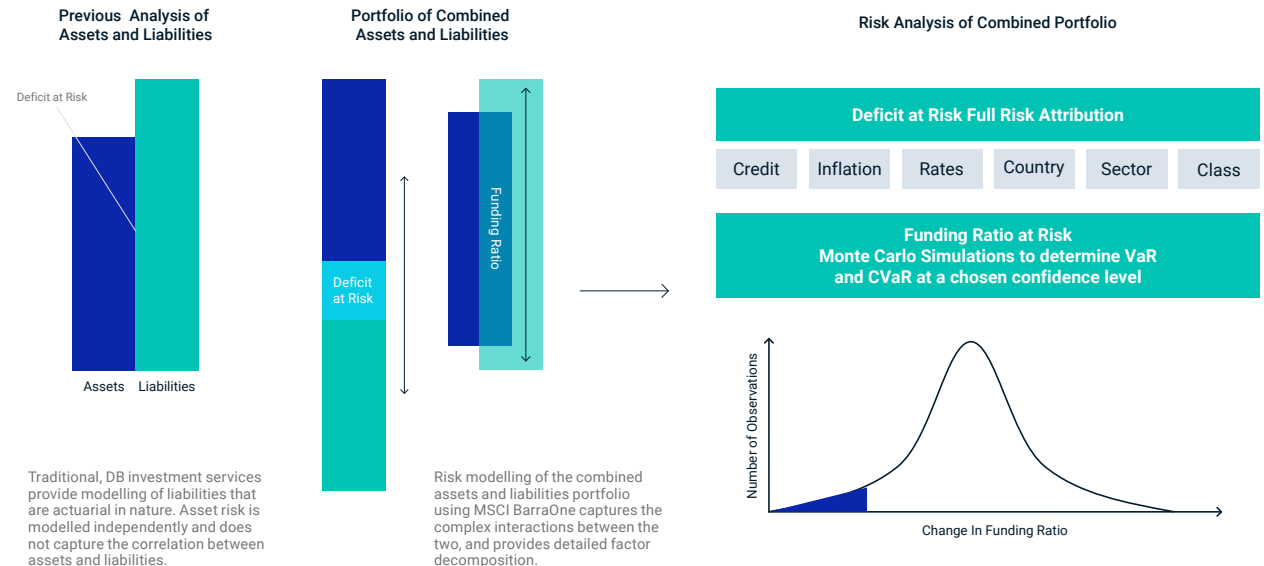 Previous Analysis of
Assets and Liabilities
Deficit at Risk
Assets
Liabilities
Traditional, DB investment services
provide modelling of liabilities that
are actuarial in nature. Asset risk is
modelled independently and does
not capture the correlation between
assets and liabilities.
Portfolio of Combined
Assets and Liabilities
Deficit
at Risk
Funding Ratio
Risk modelling of the combined
assets and liabilities portfolio
using MSCI BarraOne captures the
complex interactions between the
two, and provides detailed factor
decomposition.
Risk Analysis of Combined Portfolio
Deficit at Risk Full Risk Attribution
Credit
Inflation
Rates
Country
Sector
Class
Funding Ratio at Risk
Monte Carlo Simulations to determine VaR
and CVaR at a chosen confidence level
Number of Observations
Change In Funding Ratio